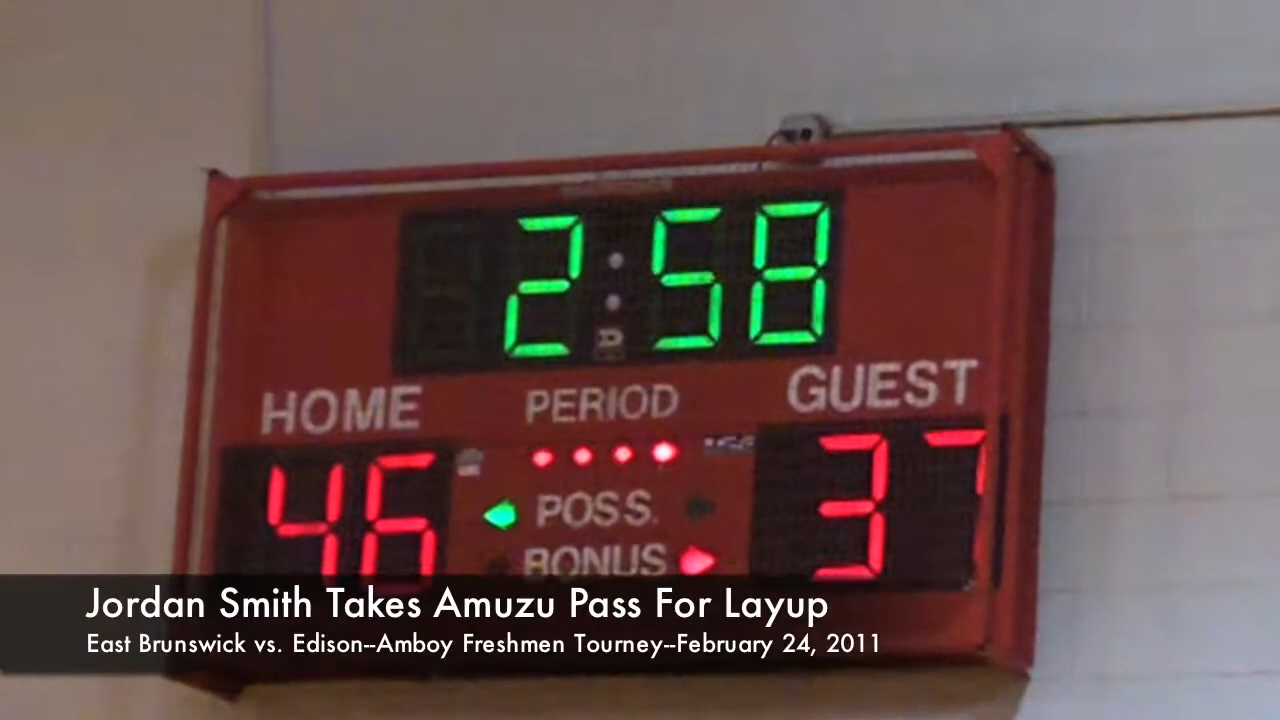 2:58
HOME PERIOD GUEST
46 37
POSS.
BONUS
Jordan Smith Takes Amuzu Pass For Layup
East Brunswick vs. Edison--Amboy Freshmen Tourney--February 24, 2011